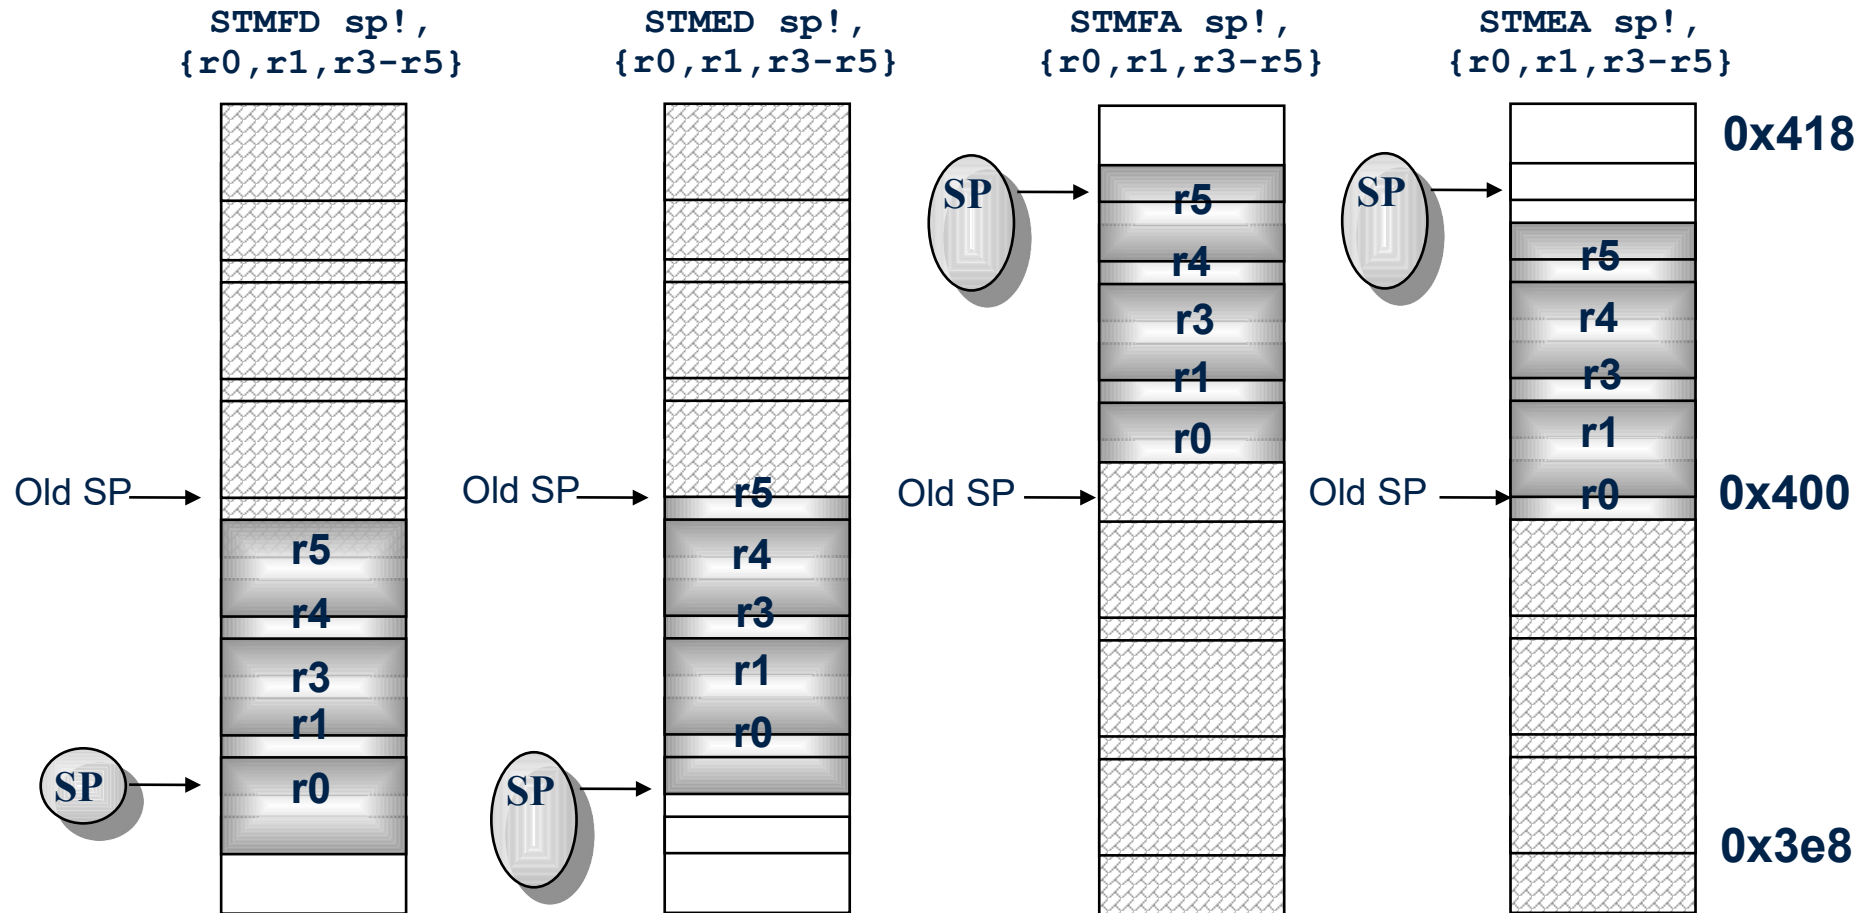 STMFD sp!,
{r0,r1,r3-r5}
STMED sp!,
{r0,r1,r3-r5}
STMFA sp!,
{r0,r1,r3-r5}
STMEA sp!,
{r0,r1,r3-r5}
Old SP
r5
r4
r3
r1
SP
r0
Old SP
r5
r4
r3
r1
r0
SP
SP
r5
r4
r3
r1
r0
Old SP
SP
r5
r4
r3
r1
Old SP
r0
0x418
0x400
0x3e8